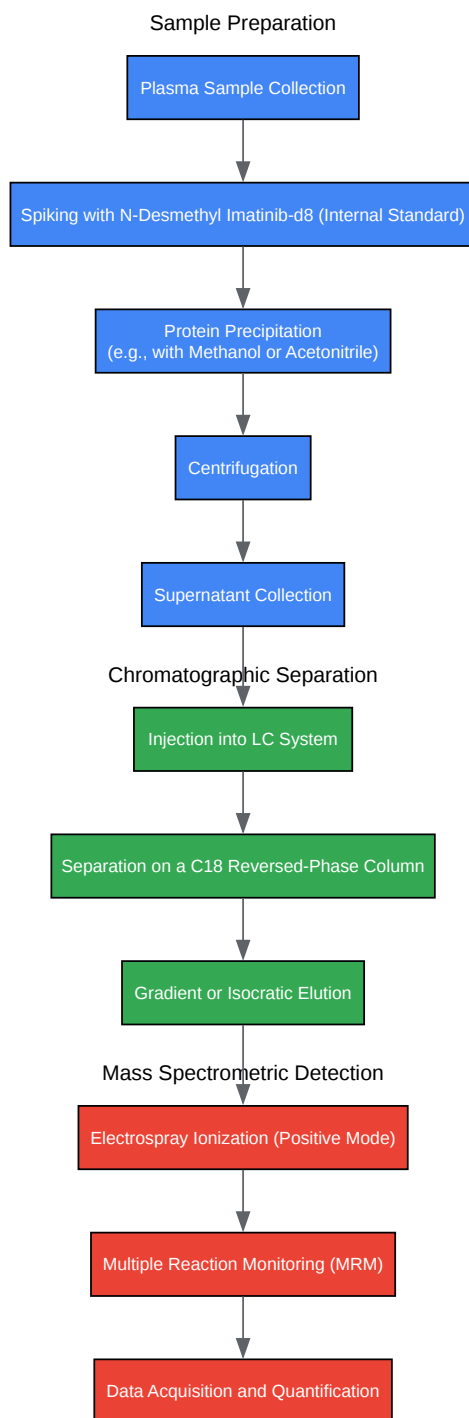 Sample Preparation
Plasma Sample Collection
Spiking with N-Desmethyl Imatinib-d8 (Internal Standard)
Protein Precipitation
(e.g., with Methanol or Acetonitrile)
Centrifugation
Supernatant Collection
Chromatographic Separation
Injection into LC System
Separation on a C18 Reversed-Phase Column
Gradient or Isocratic Elution
Mass Spectrometric Detection
Electrospray Ionization (Positive Mode)
Multiple Reaction Monitoring (MRM)
Data Acquisition and Quantification